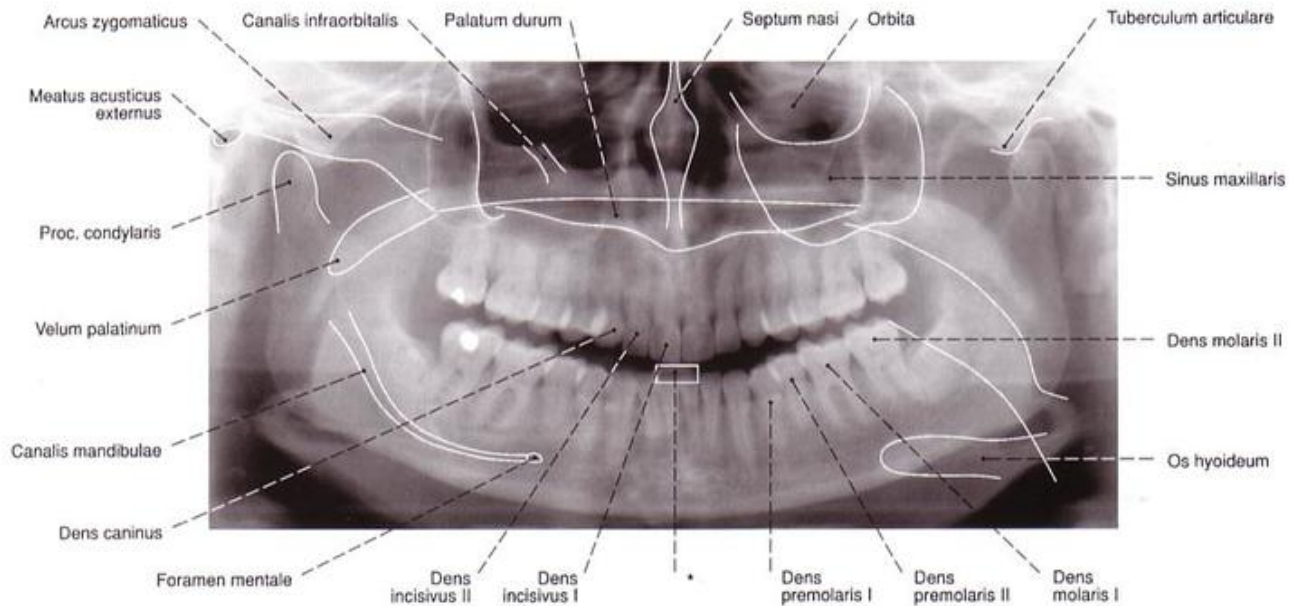 Arcus zygomaticus
Canalis infraorbitalis
Palatum durum
Septum nasi
Orbita
Tuberculum articulare
Meatus acusticus
externus
Sinus maxillaris
Proc. condylaris
Velum palatinum
Dens molaris II
Canalis mandibulae
Os hyoideum
Dens caninus
Foramen mentale
Dens
incisivus II
Dens
incisivus I
*
Dens
premolaris I
Dens
premolaris II
Dens
molaris I